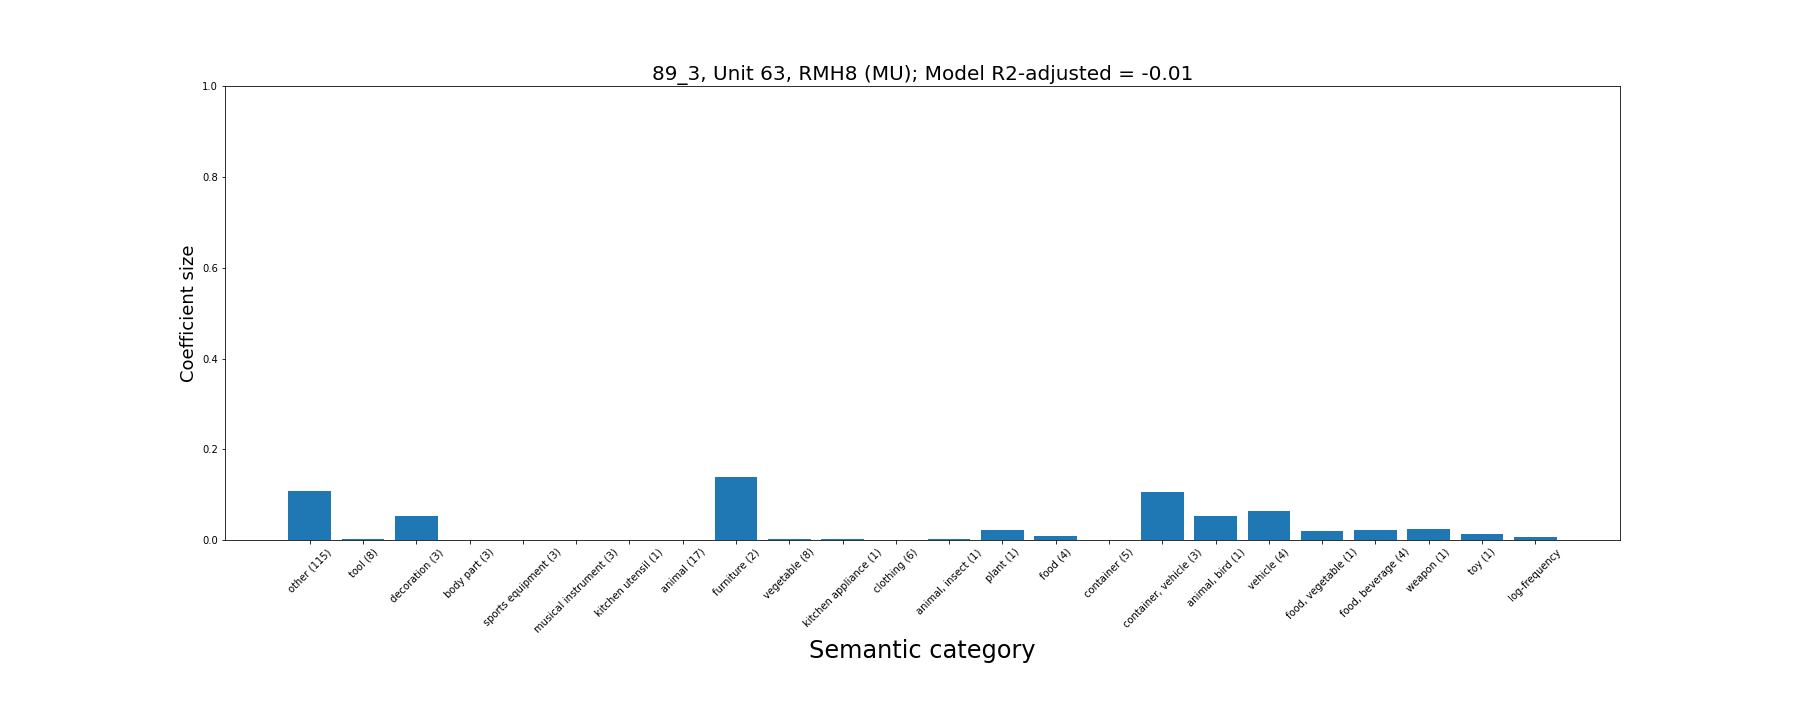 89_3, Unit 63, RMH8 (MU); Model R2-adjusted = -0.01
Coefficient size
1.0
0.8
0.6
0.4
0.2
0.0
other (115)
tool (8)
decoration (3)
body part (3)
sports equipment (3)
musical instrument (3)
kitchen utensil (1)
animal (17)
furniture (2)
vegetable (8)
kitchen appliance (1)
clothing (6)
animal, insect (1)
plant (1)
food (4)
container (5)
container, vehicle (3)
animal, bird (1)
vehicle (4)
food, vegetable (1)
food, beverage (4)
weapon (1)
toy (1)
log-frequency
Semantic category